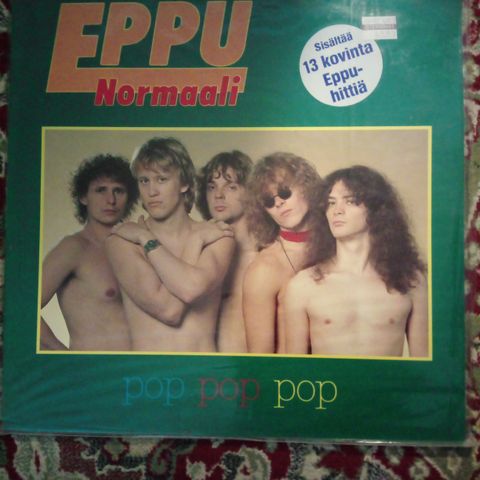 EPPU
Normaali
Sisältää
13 kovinta
Eppu-
hittiä
pop pop pop